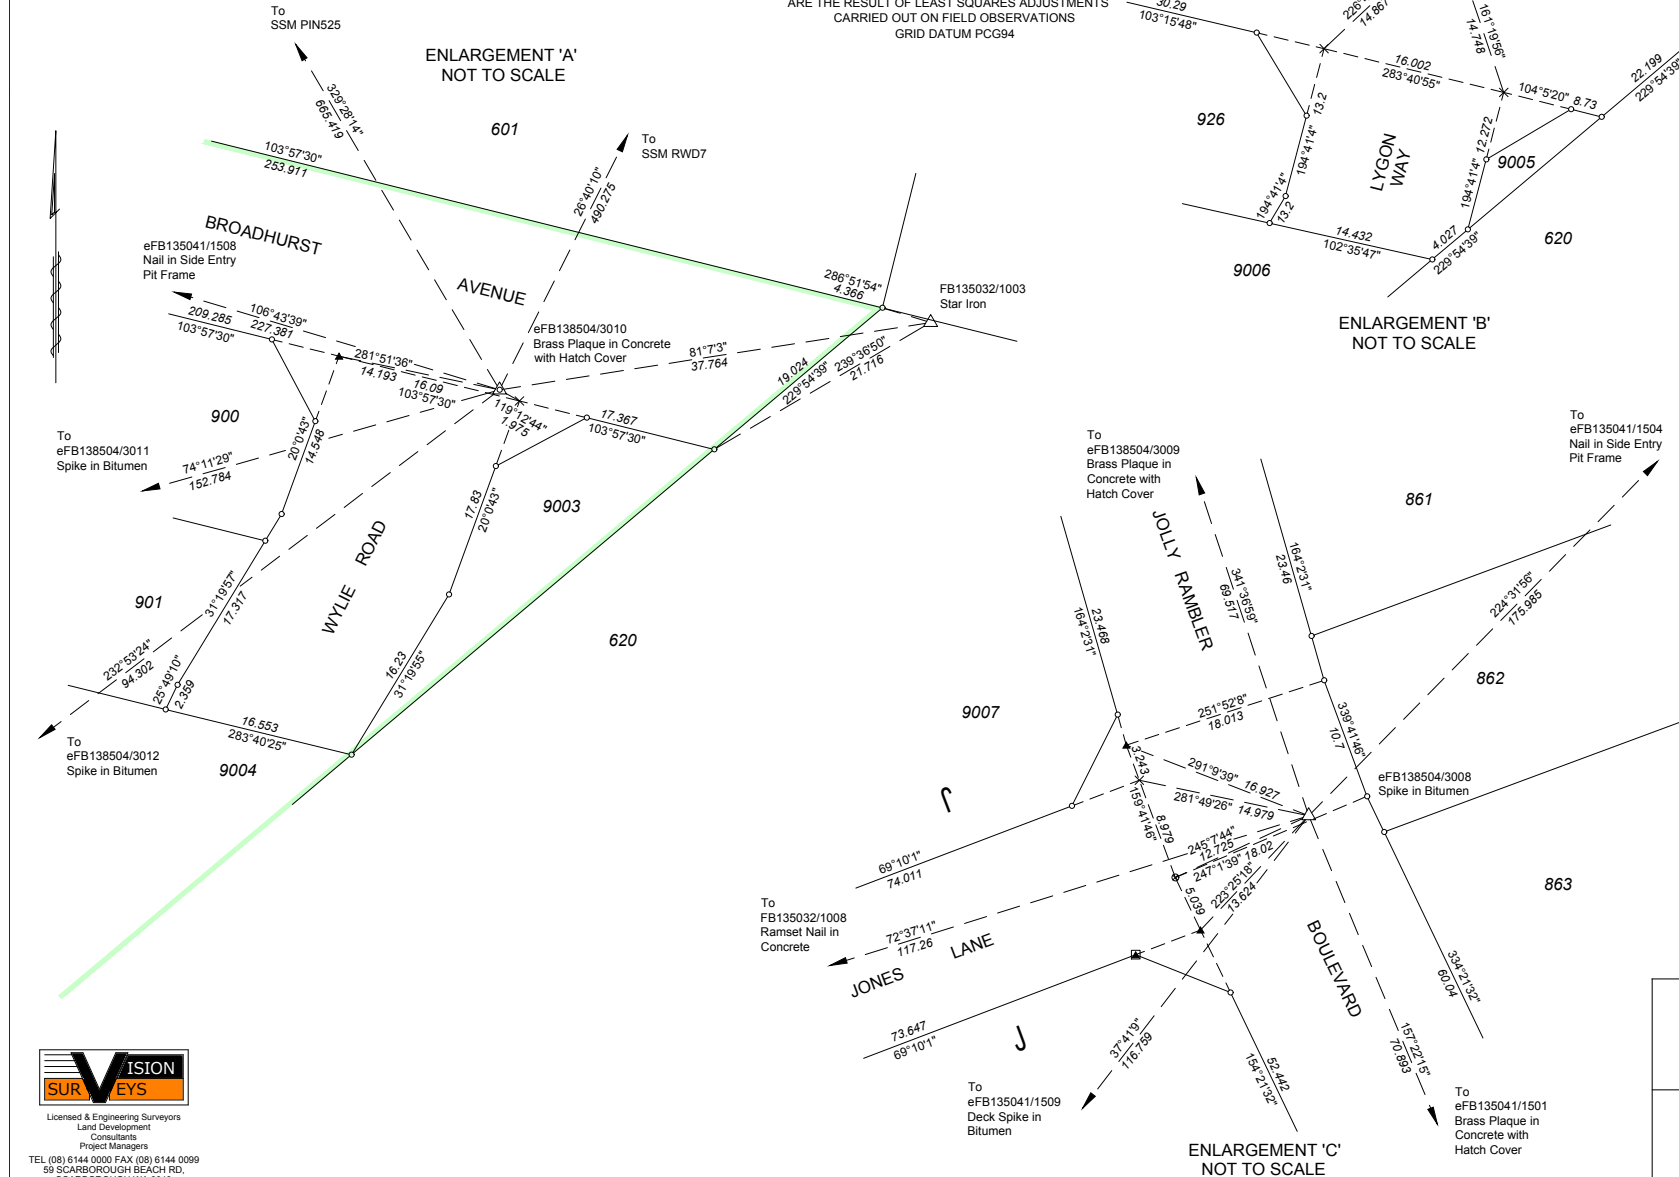 ARE THE RESULT OF LEAST SQUARES ADJUSTMENTS
CARRIED OUT ON FIELD OBSERVATIONS
GRID DATUM PCG94
To
SSM PIN525
ENLARGEMENT 'A'
NOT TO SCALE
329°28'14"
665.419
601
To
SSM RWD7
26°40'10"
490.275
103°57'30"
253.911
BROADHURST
AVENUE
eFB135041/1508
Nail in Side Entry
Pit Frame
106°43'39"
227.381
209.285
103°57'30"
281°51'36"
14.193
16.09
103°57'30"
eFB138504/3010
Brass Plaque in Concrete
with Hatch Cover
81°7'3"
37.764
286°51'54"
4.366
FB135032/1003
Star Iron
19.024
229°54'39"
239°36'50"
21.716
119°12'44"
1.975
17.367
103°57'30"
900
To
eFB138504/3011
Spike in Bitumen
74°11'29"
152.784
20°0'43"
14.548
17.83
20°0'43"
9003
WYLIE ROAD
901
31°19'57"
17.317
232°53'24"
94.302
25°49'10"
2.359
16.23
31°19'55"
620
16.553
283°40'25"
To
eFB138504/3012
Spike in Bitumen
9004
30.29
103°15'48"
14.867
161°19'56"
14.748
16.002
283°40'55"
104°5'20"
8.73
22.199
229°54'39"
926
13.2
194°41'4"
LYGON
WAY
12.272
194°41'4"
9005
194°41'4"
13.2
14.432
102°35'47"
4.027
229°54'39"
620
9006
ENLARGEMENT 'B'
NOT TO SCALE
To
eFB138504/3009
Brass Plaque in
Concrete with
Hatch Cover
To
eFB135041/1504
Nail in Side Entry
Pit Frame
861
JOLLY RAMBLER
164°2'31"
23.46
341°36'59"
69.517
224°31'56"
175.985
23.468
164°2'31"
862
9007
251°52'8"
18.013
339°41'46"
10.7
3.243
291°9'39"
16.927
281°49'26"
14.979
eFB138504/3008
Spike in Bitumen
159°41'46"
8.979
245°7'44"
12.725
247°1'39"
18.02
69°10'1"
74.011
223°25'18"
13.624
5.039
863
To
FB135032/1008
Ramset Nail in
Concrete
72°37'11"
117.26
JONES LANE
BOULEVARD
334°21'32"
60.04
73.647
69°10'1"
37°41'9"
116.759
157°22'15"
70.893
52.442
154°21'32"
To
eFB135041/1509
Deck Spike in
Bitumen
To
eFB135041/1501
Brass Plaque in
Concrete with
Hatch Cover
ENLARGEMENT 'C'
NOT TO SCALE
VISION
SURVEYS
Licensed & Engineering Surveyors
Land Development
Consultants
Project Managers
TEL (08) 6144 0000 FAX (08) 6144 0099
59 SCARBOROUGH BEACH RD,